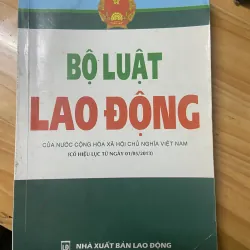 BỘ LUẬT
LAO ĐỘNG
CỦA NƯỚC CỘNG HÒA XÃ HỘI CHỦ NGHĨA VIỆT NAM
(CÓ HIỆU LỰC TỪ NGÀY 01/05/2013)
NHÀ XUẤT BẢN LAO ĐỘNG